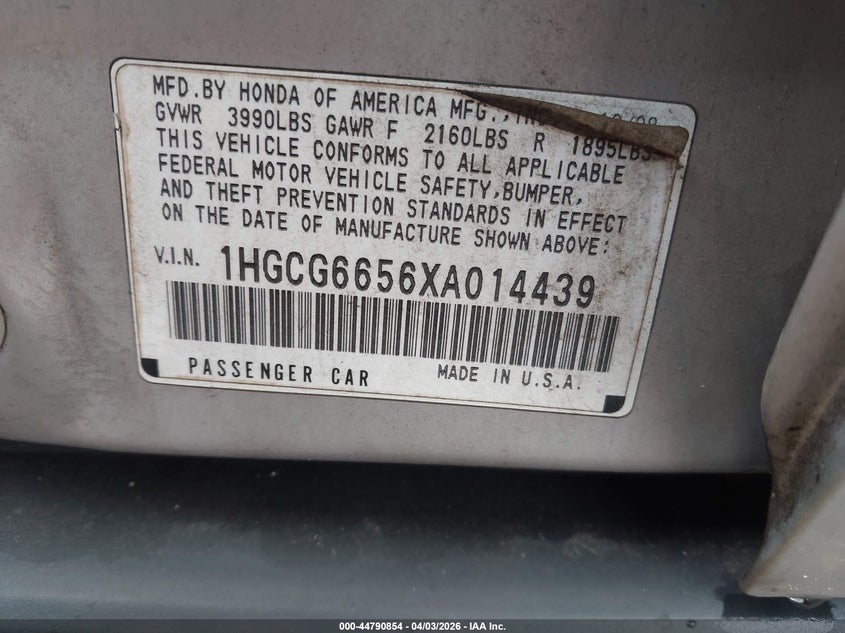 MFD.BY HONDA OF AMERICA MFG.,INC
GVWR 3990LBS GAWR F 2160LBS R 1895LBS
THIS VEHICLE CONFORMS TO ALL APPLICABLE
FEDERAL MOTOR VEHICLE SAFETY,BUMPER,
AND THEFT PREVENTION STANDARDS IN EFFECT
ON THE DATE OF MANUFACTURE SHOWN ABOVE:
V.I.N. 1HGCG6656XA014439
PASSENGER CAR MADE IN U.S.A.
000-44790854 | 04/03/2026 – IAA Inc.